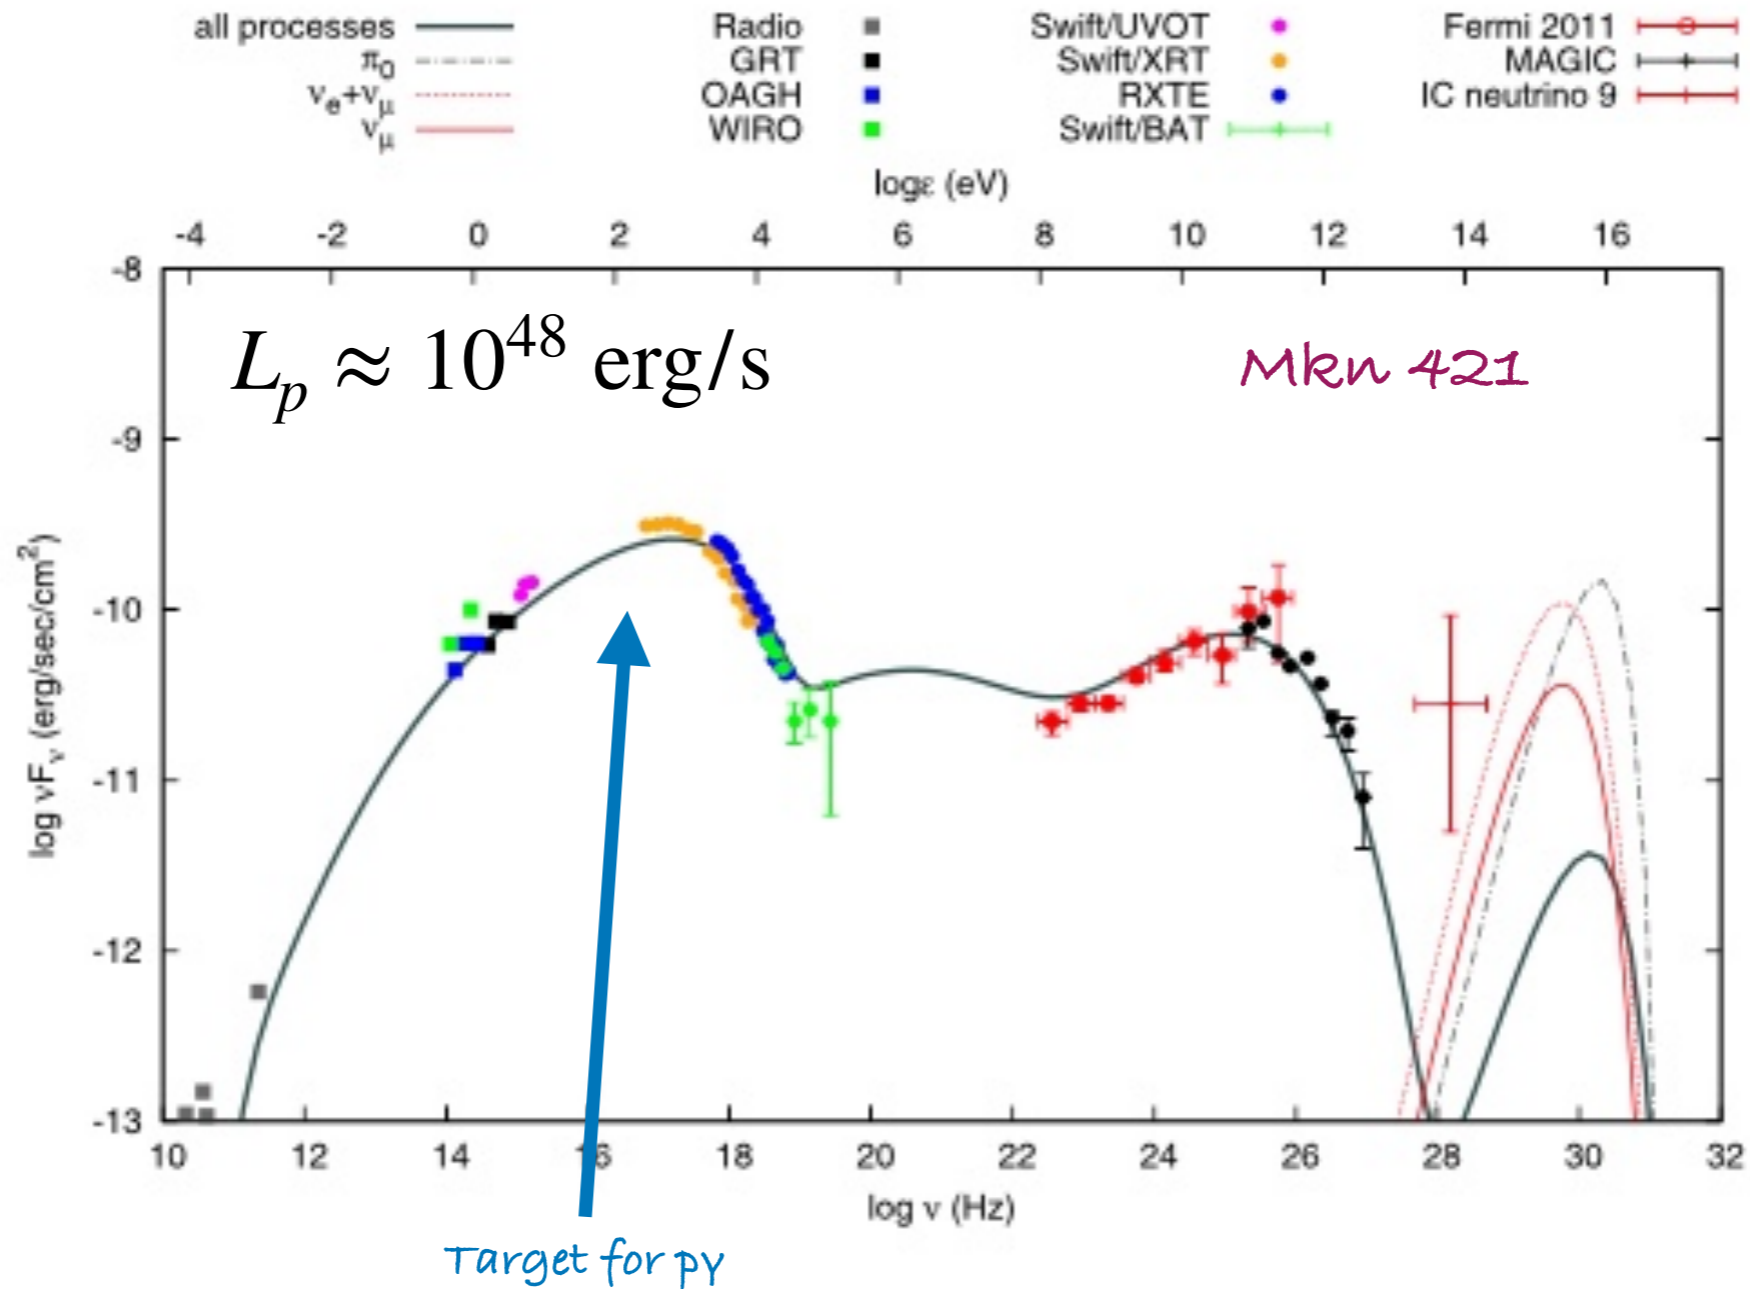 all processes
π0
νe+νμ
νμ
Radio
GRT
OAGH
WIRO
Swift/UVOT
Swift/XRT
RXTE
Swift/BAT
Fermi 2011
MAGIC
IC neutrino 9
logε (eV)
-4 -2 0 2 4 6 8 10 12 14 16
Lp ≈ 10^48 erg/s
Mkn 421
log νFν (erg/sec/cm^2)
-8
-9
-10
-11
-12
-13
10 12 14 16 18 20 22 24 26 28 30 32
log ν (Hz)
Target for pγ